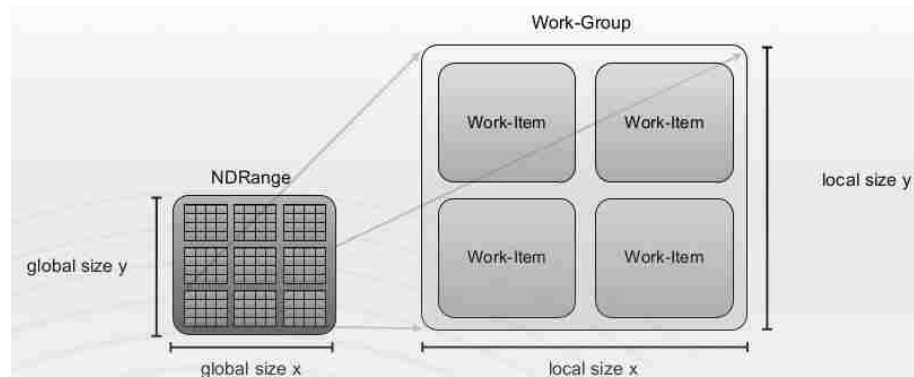 Work-Group
Work-Item
Work-Item
NDRange
local size y
Work-Item
Work-Item
global size y
global size x
local size x